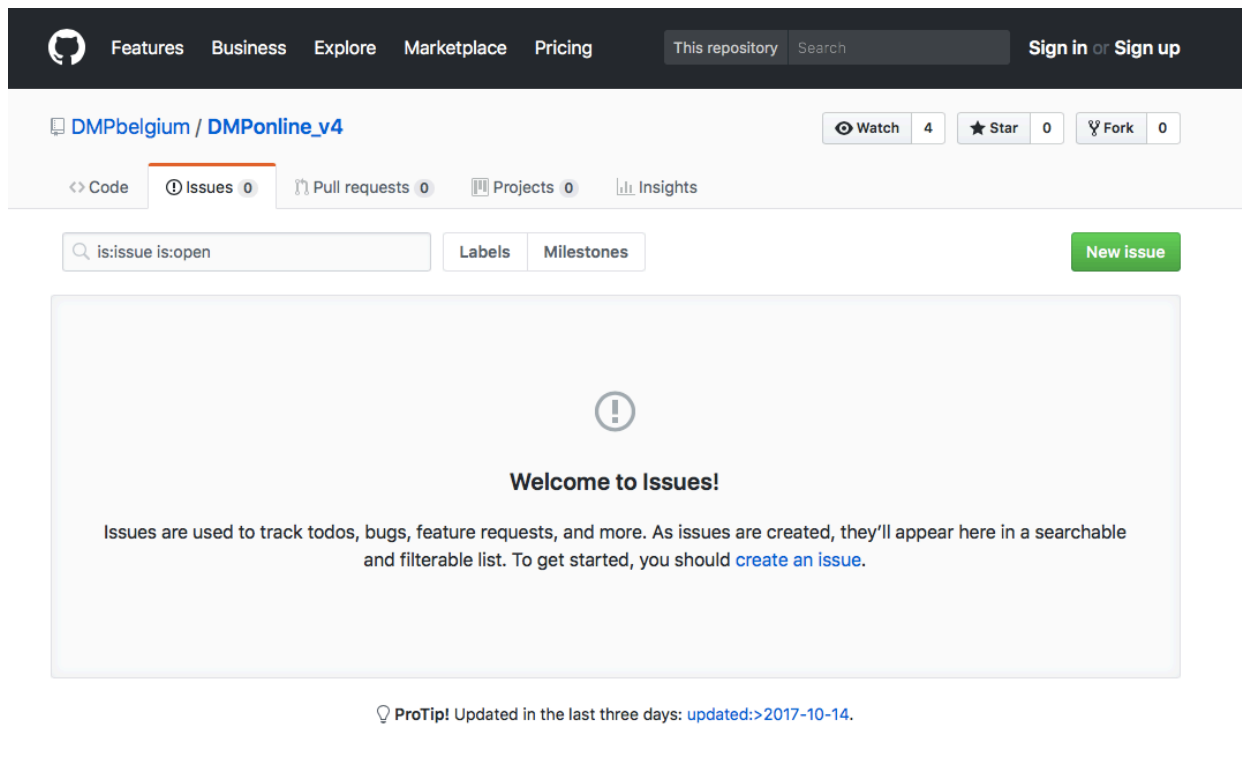 Features Business Explore Marketplace Pricing This repository Search Sign in or Sign up
DMPbelgium / DMPonline_v4 Watch 4 Star 0 Fork 0
Code Issues 0 Pull requests 0 Projects 0 Insights
is:issue is:open Labels Milestones New issue
Welcome to Issues!
Issues are used to track todos, bugs, feature requests, and more. As issues are created, they’ll appear here in a searchable
and filterable list. To get started, you should create an issue.
ProTip! Updated in the last three days: updated:>2017-10-14.